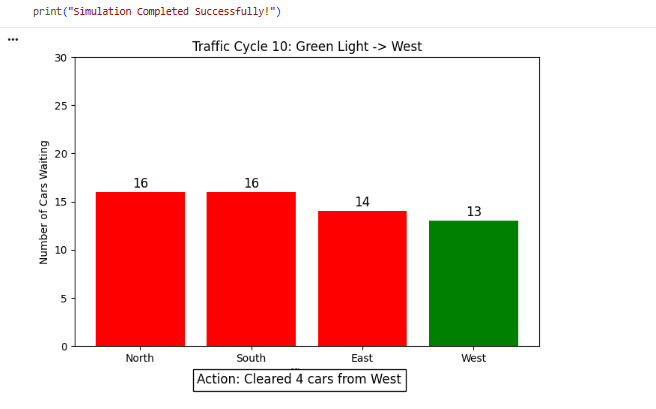 print("Simulation Completed Successfully!")
Traffic Cycle 10: Green Light -> West
30
25
20
15
10
5
0
Number of Cars Waiting
16
16
14
13
North
South
East
West
Action: Cleared 4 cars from West